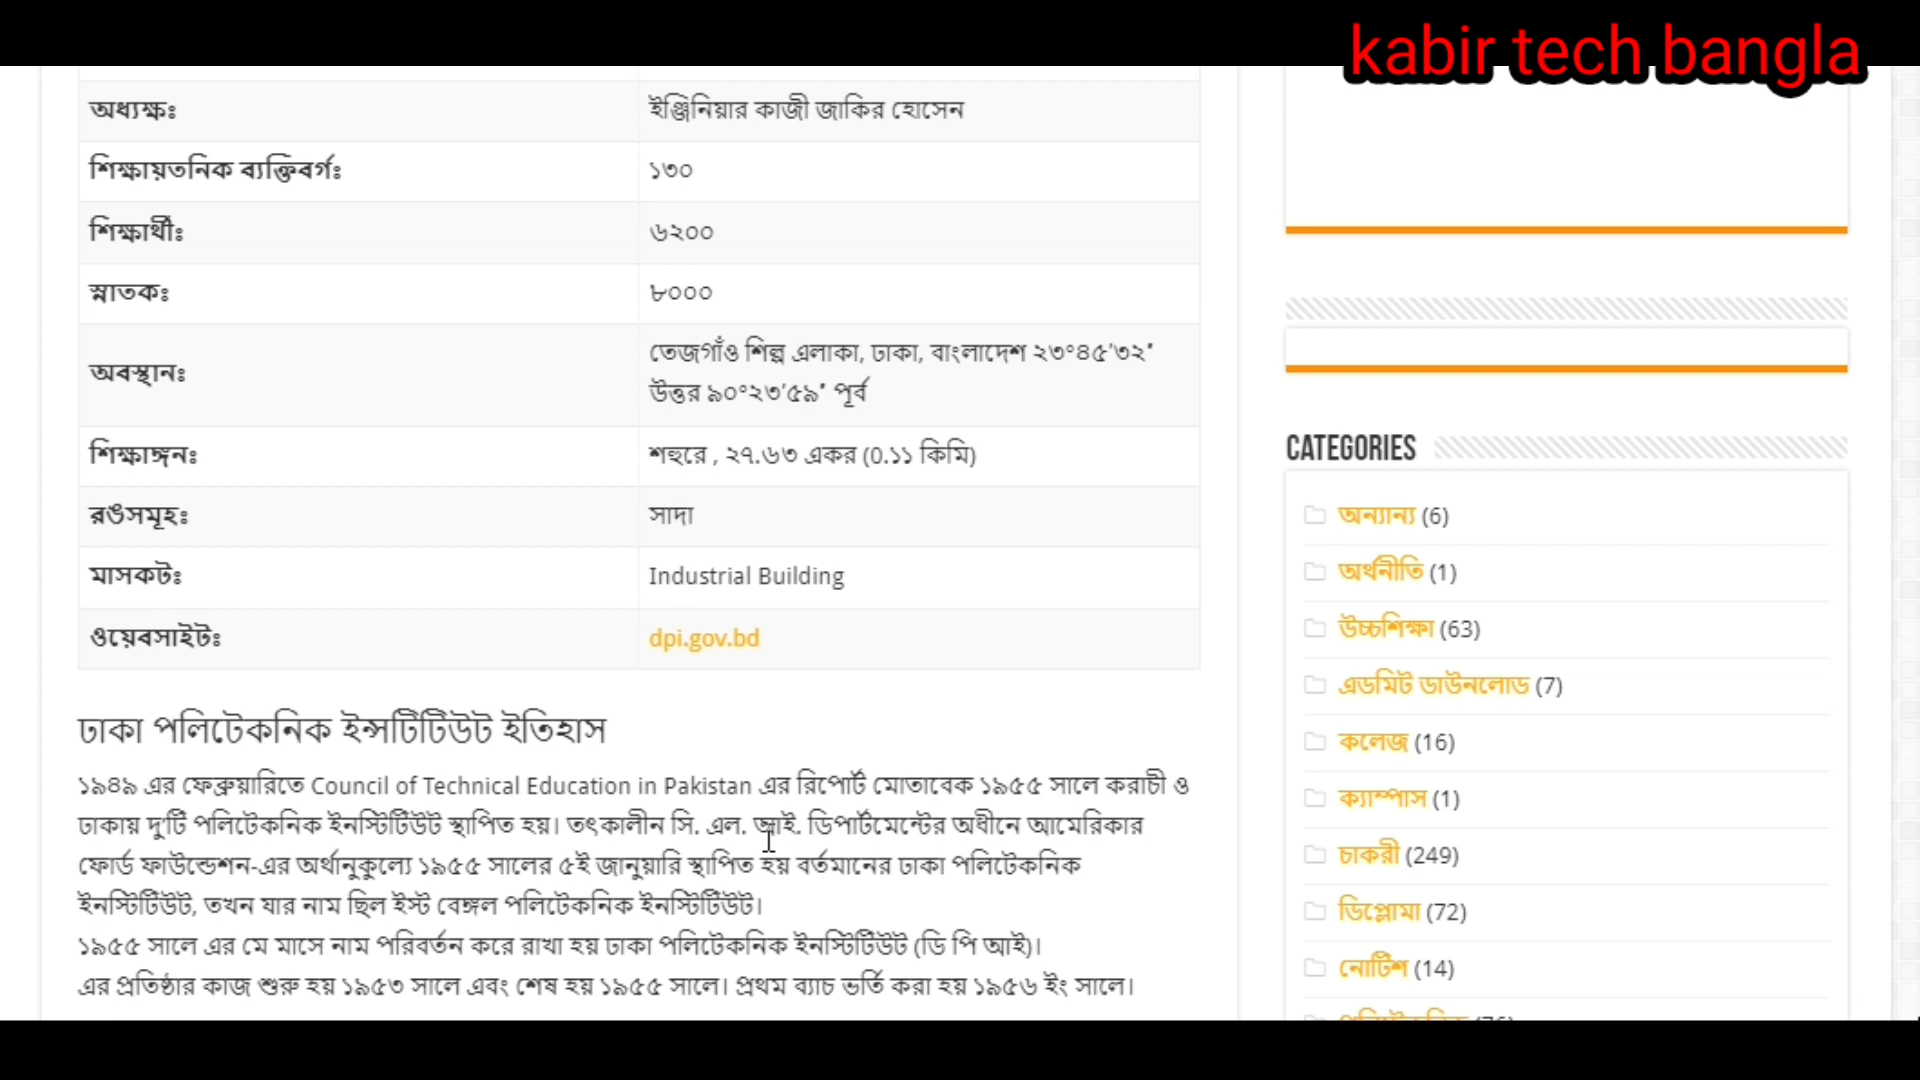 kabir tech bangla
অধ্যক্ষঃ ইঞ্জিনিয়ার কাজী জাকির হোসেন
শিক্ষায়তনিক ব্যক্তিবর্গঃ ১৩০
শিক্ষার্থীঃ ৬২০০
স্নাতকঃ ৮০০০
অবস্থানঃ তেজগাঁও শিল্প এলাকা, ঢাকা, বাংলাদেশ ২৩°৪৫′৩২″
উত্তর ৯০°২৩′৫৯″ পূর্ব
শিক্ষাঙ্গনঃ শহুরে , ২৭.৬৩ একর (0.১১ কিমি)
রঙসমূহঃ সাদা
মাসকটঃ Industrial Building
ওয়েবসাইটঃ dpi.gov.bd
ঢাকা পলিটেকনিক ইন্সটিটিউট ইতিহাস
১৯৪৯ এর ফেব্রুয়ারিতে Council of Technical Education in Pakistan এর রিপোর্ট মোতাবেক ১৯৫৫ সালে করাচী ও
ঢাকায় দু'টি পলিটেকনিক ইনস্টিটিউট স্থাপিত হয়। তৎকালীন সি. এল. আই. ডিপার্টমেন্টের অধীনে আমেরিকার
ফোর্ড ফাউন্ডেশন-এর অর্থানুকুল্যে ১৯৫৫ সালের ৫ই জানুয়ারি স্থাপিত হয় বর্তমানের ঢাকা পলিটেকনিক
ইনস্টিটিউট, তখন যার নাম ছিল ইস্ট বেঙ্গল পলিটেকনিক ইনস্টিটিউট।
১৯৫৫ সালে এর মে মাসে নাম পরিবর্তন করে রাখা হয় ঢাকা পলিটেকনিক ইনস্টিটিউট (ডি পি আই)।
এর প্রতিষ্ঠার কাজ শুরু হয় ১৯৫৩ সালে এবং শেষ হয় ১৯৫৫ সালে। প্রথম ব্যাচ ভর্তি করা হয় ১৯৫৬ ইং সালে।
CATEGORIES
অন্যান্য (6)
অর্থনীতি (1)
উচ্চশিক্ষা (63)
এডমিট ডাউনলোড (7)
কলেজ (16)
ক্যাম্পাস (1)
চাকরী (249)
ডিপ্লোমা (72)
নোটিশ (14)